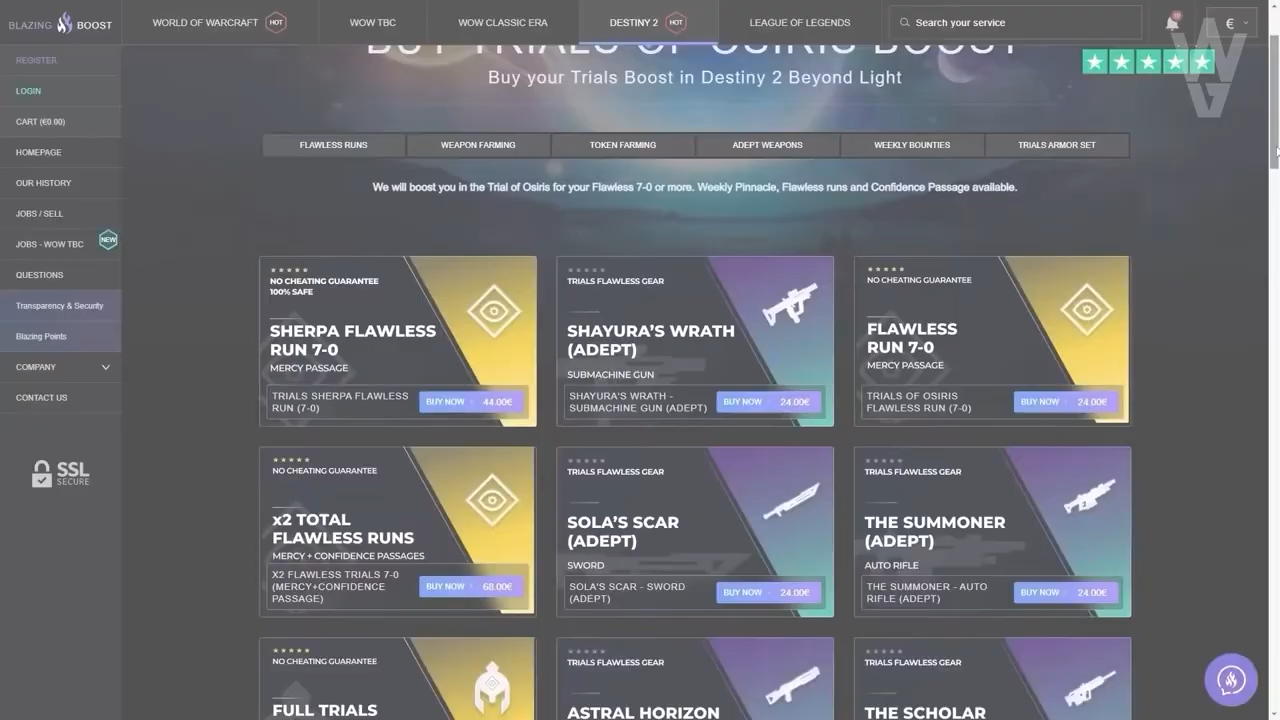 BLAZING BOOST
WORLD OF WARCRAFT HOT
WOW TBC
WOW CLASSIC ERA
DESTINY 2 HOT
LEAGUE OF LEGENDS
Search your service
€
REGISTER
LOGIN
CART (€0.00)
HOMEPAGE
OUR HISTORY
JOBS / SELL
JOBS - WOW TBC NEW
QUESTIONS
Transparency & Security
Blazing Points
COMPANY
CONTACT US
SSL
SECURE
BUY TRIALS OF OSIRIS BOOST
Buy your Trials Boost in Destiny 2 Beyond Light
WG
FLAWLESS RUNS
WEAPON FARMING
TOKEN FARMING
ADEPT WEAPONS
WEEKLY BOUNTIES
TRIALS ARMOR SET
We will boost you in the Trial of Osiris for your Flawless 7-0 or more. Weekly Pinnacle, Flawless runs and Confidence Passage available.
NO CHEATING GUARANTEE
100% SAFE
SHERPA FLAWLESS
RUN 7-0
MERCY PASSAGE
TRIALS SHERPA FLAWLESS
RUN (7-0)
BUY NOW 44.00€
TRIALS FLAWLESS GEAR
SHAYURA'S WRATH
(ADEPT)
SUBMACHINE GUN
SHAYURA'S WRATH -
SUBMACHINE GUN (ADEPT)
BUY NOW 24.00€
NO CHEATING GUARANTEE
FLAWLESS
RUN 7-0
MERCY PASSAGE
TRIALS OF OSIRIS
FLAWLESS RUN (7-0)
BUY NOW 24.00€
NO CHEATING GUARANTEE
x2 TOTAL
FLAWLESS RUNS
MERCY + CONFIDENCE PASSAGES
X2 FLAWLESS TRIALS 7-0
(MERCY+CONFIDENCE
PASSAGE)
BUY NOW 68.00€
TRIALS FLAWLESS GEAR
SOLA'S SCAR
(ADEPT)
SWORD
SOLA'S SCAR - SWORD
(ADEPT)
BUY NOW 24.00€
TRIALS FLAWLESS GEAR
THE SUMMONER
(ADEPT)
AUTO RIFLE
THE SUMMONER - AUTO
RIFLE (ADEPT)
BUY NOW 24.00€
NO CHEATING GUARANTEE
FULL TRIALS
TRIALS FLAWLESS GEAR
ASTRAL HORIZON
TRIALS FLAWLESS GEAR
THE SCHOLAR